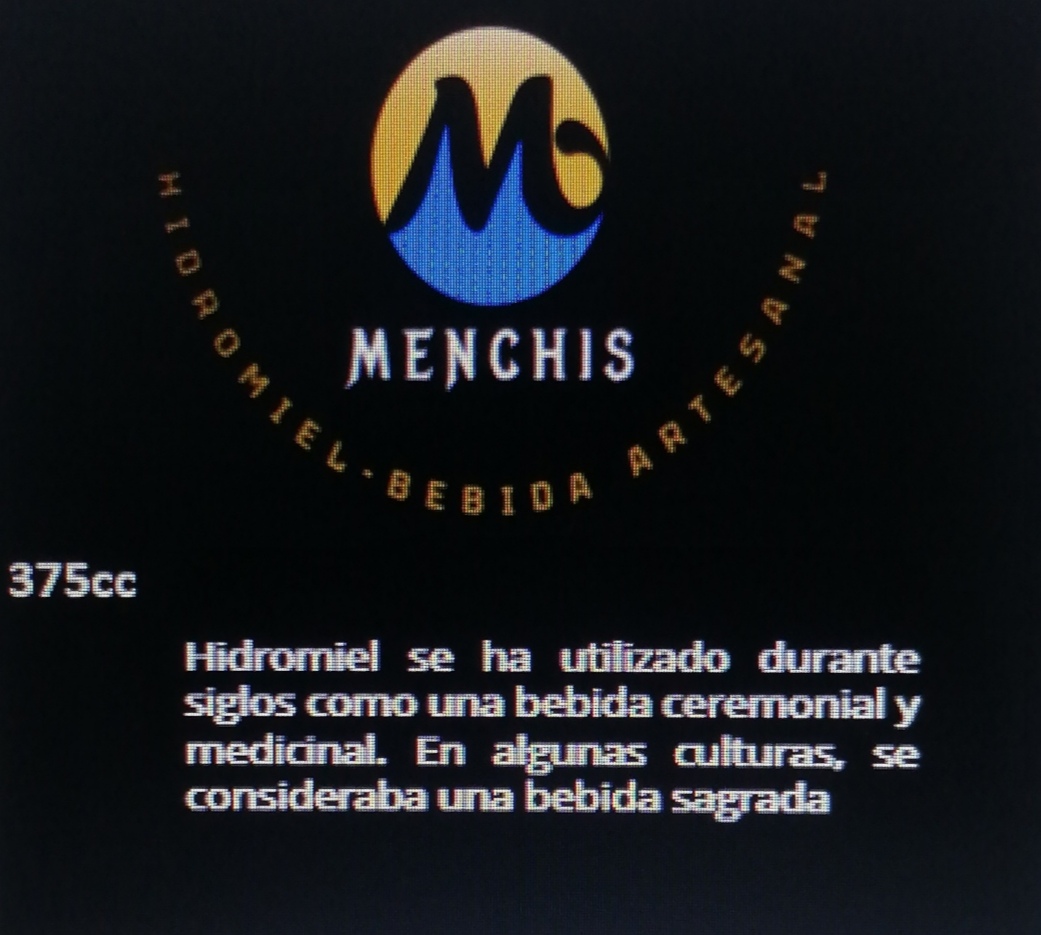 MENCHIS
HIDROMIEL-BEBIDA ARTESANAL
375cc
Hidromiel se ha utilizado durante
siglos como una bebida ceremonial y
medicinal. En algunas culturas, se
consideraba una bebida sagrada